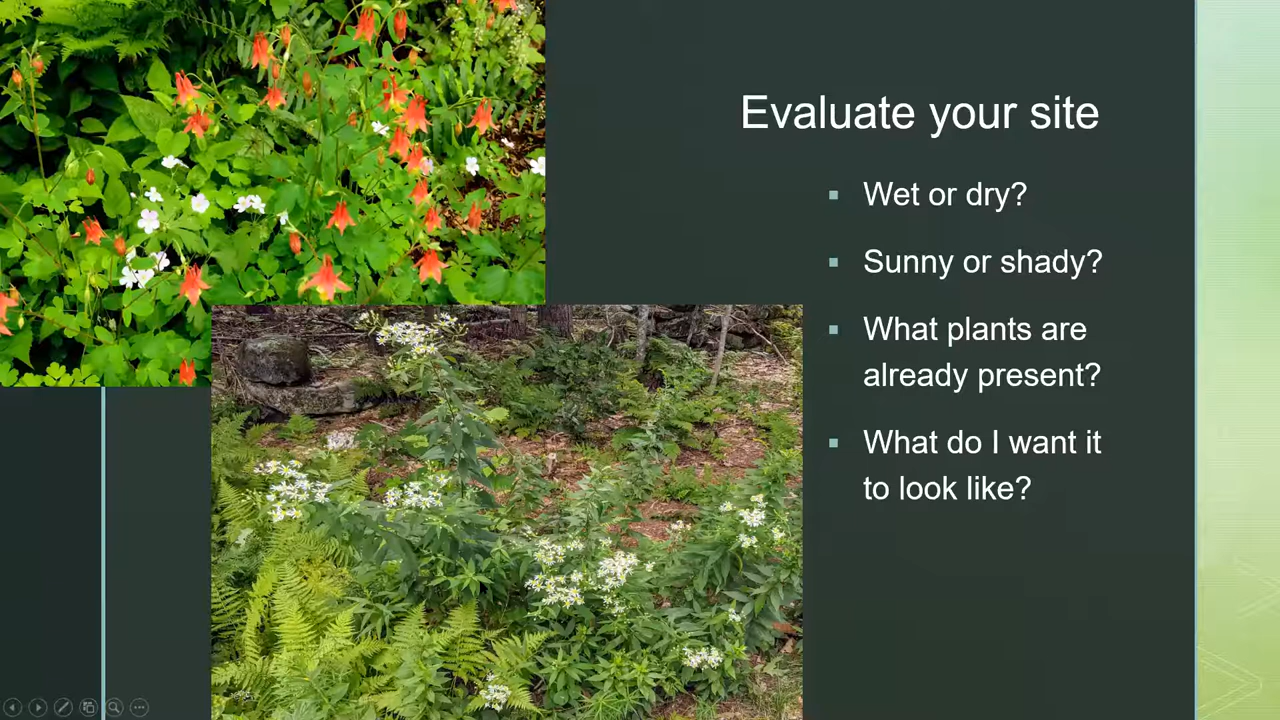 Evaluate your site
Wet or dry?
Sunny or shady?
What plants are
already present?
What do I want it
to look like?